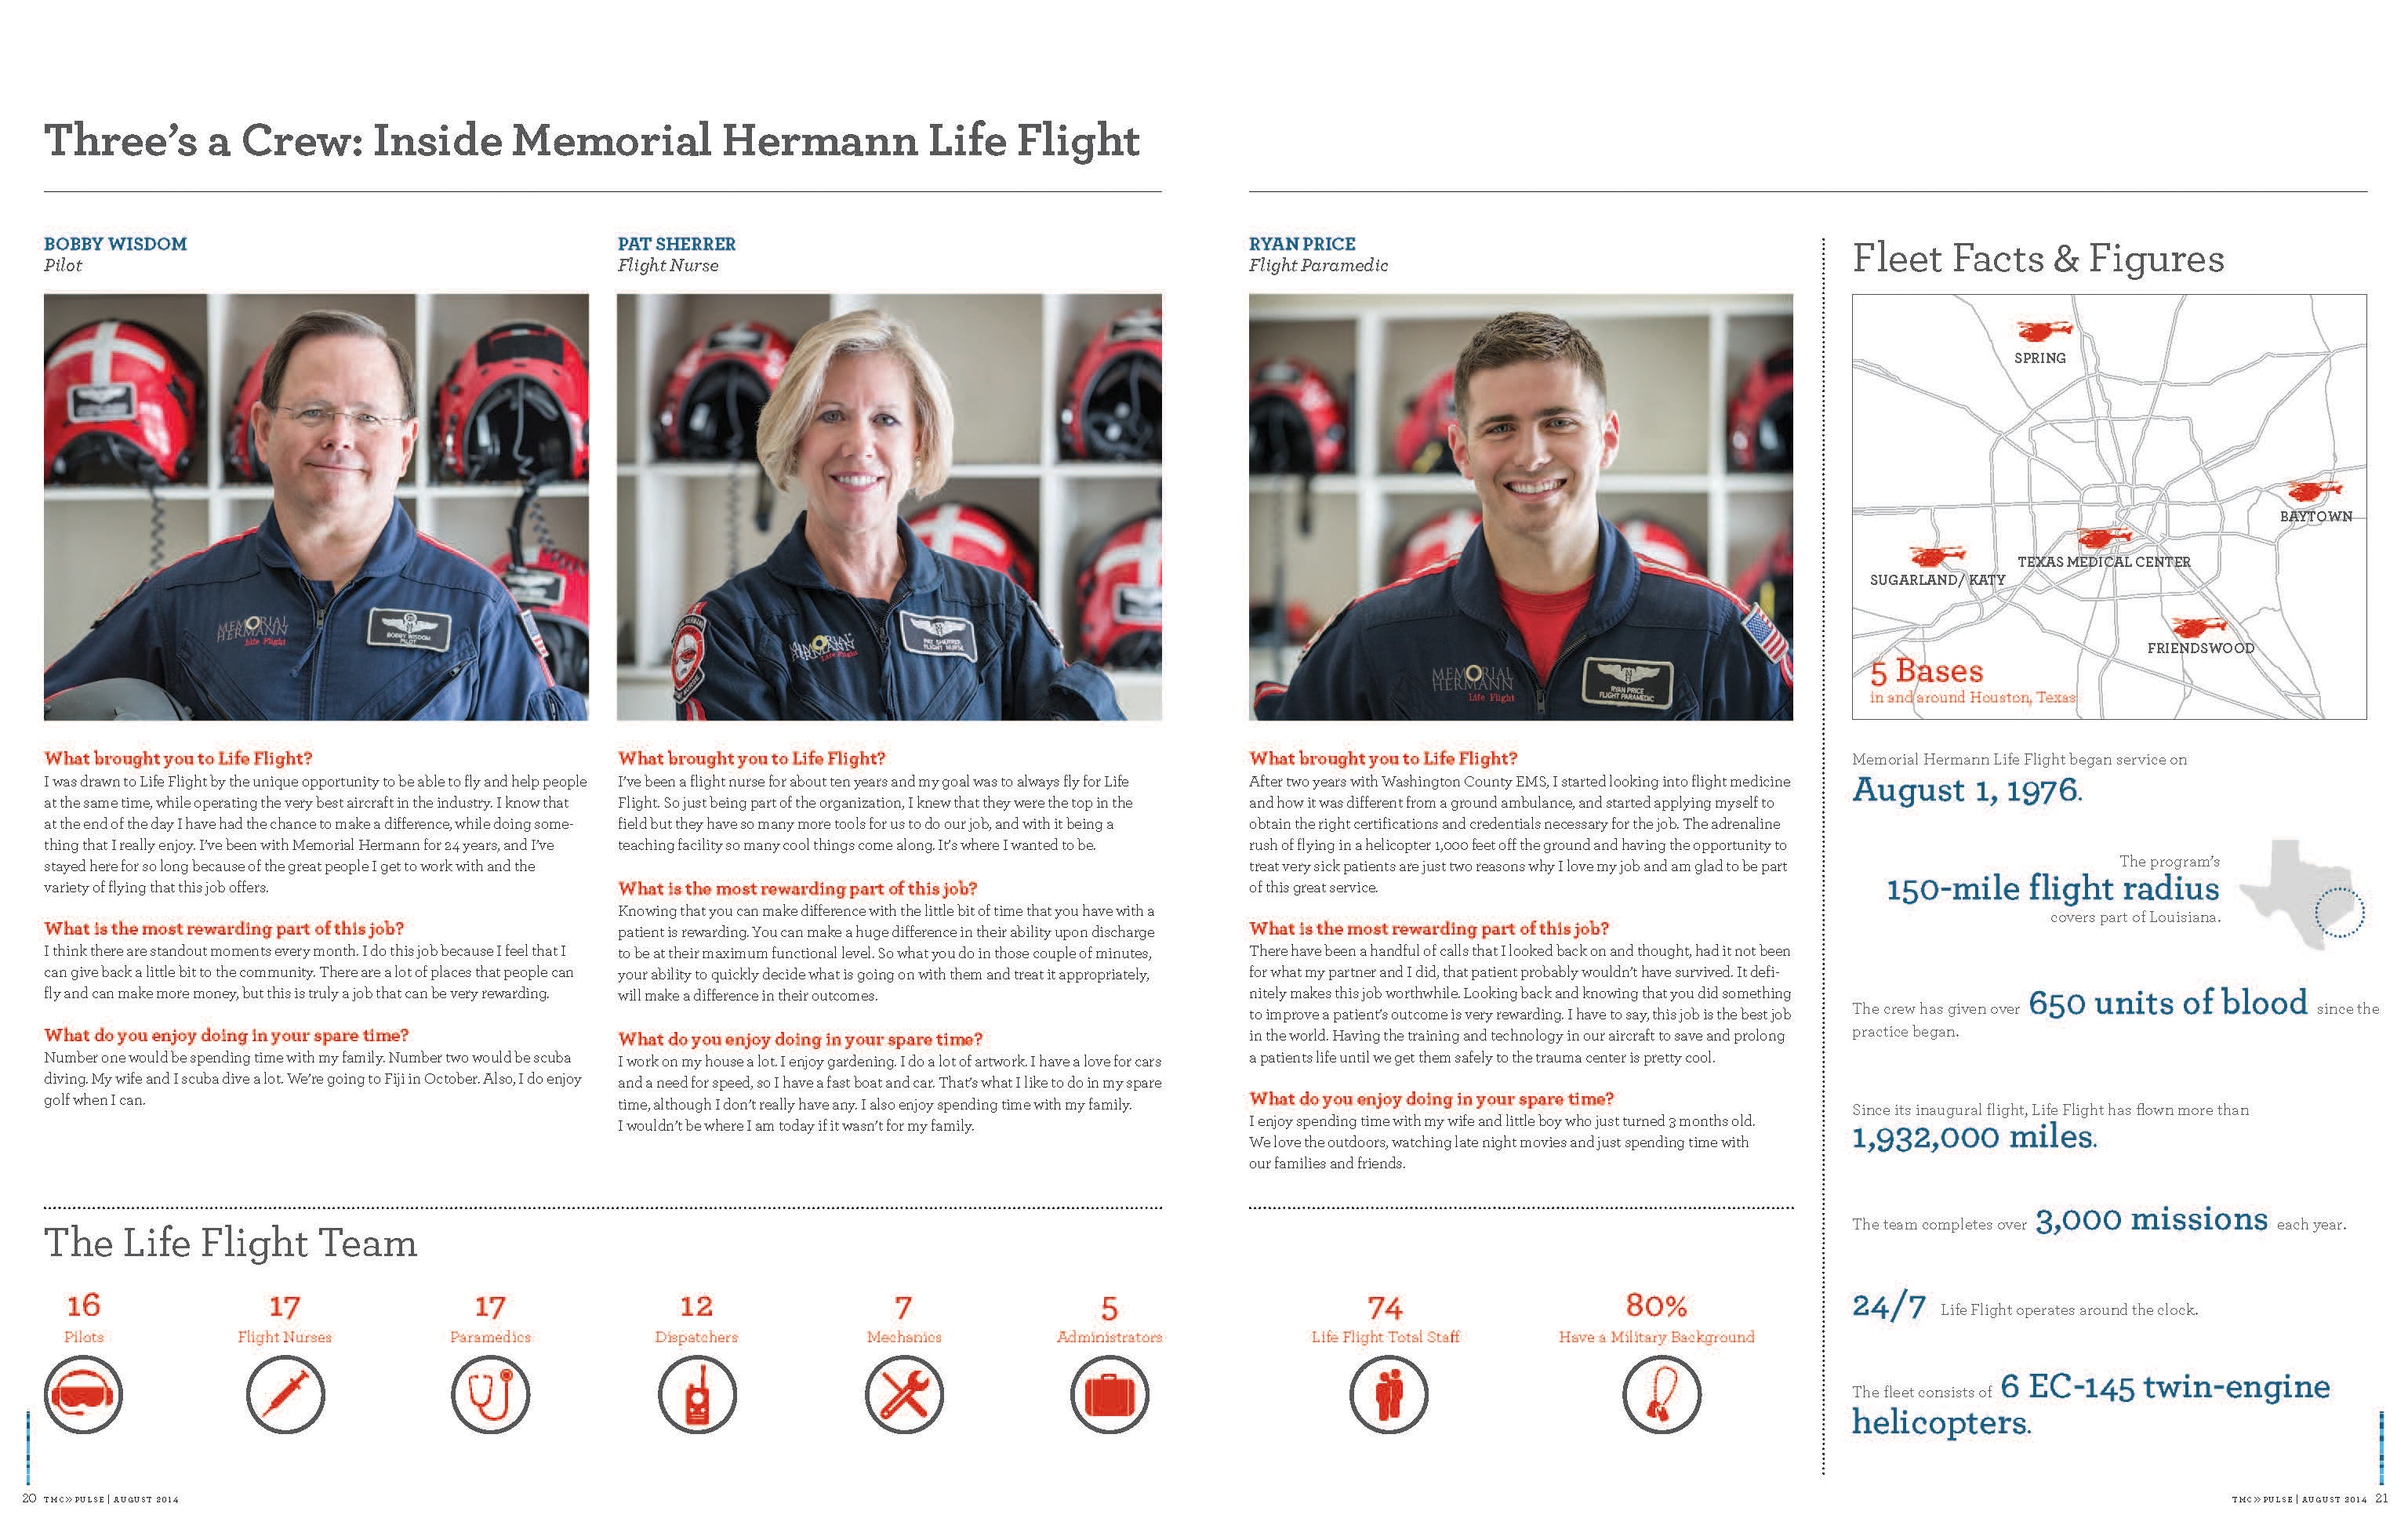 Three's a Crew: Inside Memorial Hermann Life Flight
BOBBY WISDOM
Pilot
MEMORIAL
HERMANN
Life Flight
BOBBY WISDOM
PILOT
What brought you to Life Flight?
I was drawn to Life Flight by the unique opportunity to be able to fly and help people
at the same time, while operating the very best aircraft in the industry. I know that
at the end of the day I have had the chance to make a difference, while doing some-
thing that I really enjoy. I've been with Memorial Hermann for 24 years, and I've
stayed here for so long because of the great people I get to work with and the
variety of flying that this job offers.
What is the most rewarding part of this job?
I think there are standout moments every month. I do this job because I feel that I
can give back a little bit to the community. There are a lot of places that people can
fly and can make more money, but this is truly a job that can be very rewarding.
What do you enjoy doing in your spare time?
Number one would be spending time with my family. Number two would be scuba
diving. My wife and I scuba dive a lot. We're going to Fiji in October. Also, I do enjoy
golf when I can.
PAT SHERRER
Flight Nurse
MEMORIAL
HERMANN
Life Flight
PAT SHERRER
FLIGHT NURSE
What brought you to Life Flight?
I've been a flight nurse for about ten years and my goal was to always fly for Life
Flight. So just being part of the organization, I knew that they were the top in the
field but they have so many more tools for us to do our job, and with it being a
teaching facility so many cool things come along. It's where I wanted to be.
What is the most rewarding part of this job?
Knowing that you can make difference with the little bit of time that you have with a
patient is rewarding. You can make a huge difference in their ability upon discharge
to be at their maximum functional level. So what you do in those couple of minutes,
your ability to quickly decide what is going on with them and treat it appropriately,
will make a difference in their outcomes.
What do you enjoy doing in your spare time?
I work on my house a lot. I enjoy gardening. I do a lot of artwork. I have a love for cars
and a need for speed, so I have a fast boat and car. That's what I like to do in my spare
time, although I don't really have any. I also enjoy spending time with my family.
I wouldn't be where I am today if it wasn't for my family.
RYAN PRICE
Flight Paramedic
MEMORIAL
HERMANN
Life Flight
RYAN PRICE
FLIGHT PARAMEDIC
What brought you to Life Flight?
After two years with Washington County EMS, I started looking into flight medicine
and how it was different from a ground ambulance, and started applying myself to
obtain the right certifications and credentials necessary for the job. The adrenaline
rush of flying in a helicopter 1,000 feet off the ground and having the opportunity to
treat very sick patients are just two reasons why I love my job and am glad to be part
of this great service.
What is the most rewarding part of this job?
There have been a handful of calls that I looked back on and thought, had it not been
for what my partner and I did, that patient probably wouldn't have survived. It defi-
nitely makes this job worthwhile. Looking back and knowing that you did something
to improve a patient's outcome is very rewarding. I have to say, this job is the best job
in the world. Having the training and technology in our aircraft to save and prolong
a patients life until we get them safely to the trauma center is pretty cool.
What do you enjoy doing in your spare time?
I enjoy spending time with my wife and little boy who just turned 3 months old.
We love the outdoors, watching late night movies and just spending time with
our families and friends.
Fleet Facts & Figures
SPRING
BAYTOWN
TEXAS MEDICAL CENTER
SUGARLAND/ KATY
FRIENDSWOOD
5 Bases
in and around Houston, Texas
Memorial Hermann Life Flight began service on
August 1, 1976.
The program's
150-mile flight radius
covers part of Louisiana.
The crew has given over 650 units of blood since the
practice began.
Since its inaugural flight, Life Flight has flown more than
1,932,000 miles.
The team completes over 3,000 missions each year.
24/7 Life Flight operates around the clock.
The fleet consists of 6 EC-145 twin-engine
helicopters.
The Life Flight Team
16
Pilots
17
Flight Nurses
17
Paramedics
12
Dispatchers
7
Mechanics
5
Administrators
74
Life Flight Total Staff
80%
Have a Military Background
20 TMC»PULSE | AUGUST 2014
TMC»PULSE | AUGUST 2014 21